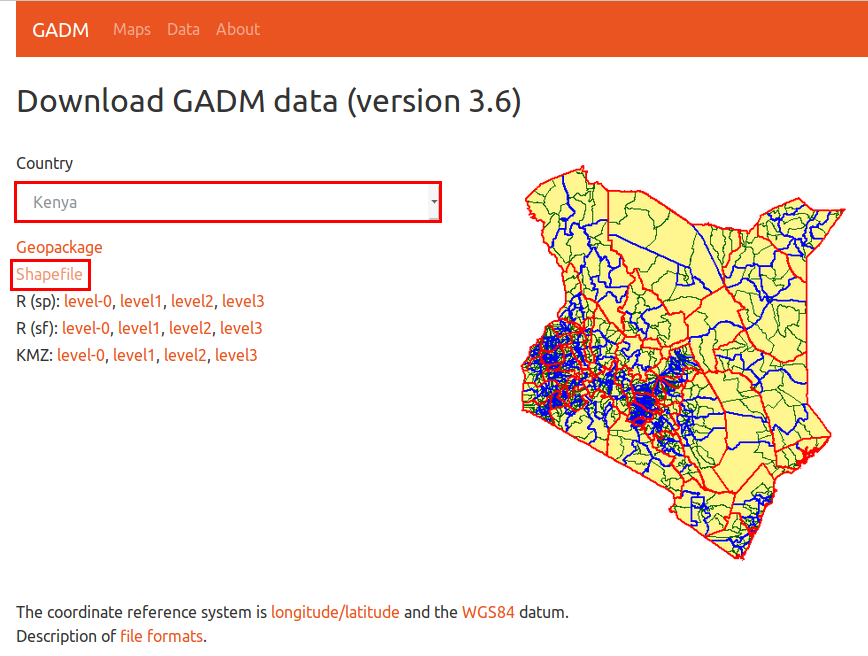 GADM Maps Data About
Download GADM data (version 3.6)
Country
Kenya
Geopackage
Shapefile
R (sp): level-0, level1, level2, level3
R (sf): level-0, level1, level2, level3
KMZ: level-0, level1, level2, level3
The coordinate reference system is longitude/latitude and the WGS84 datum.
Description of file formats.